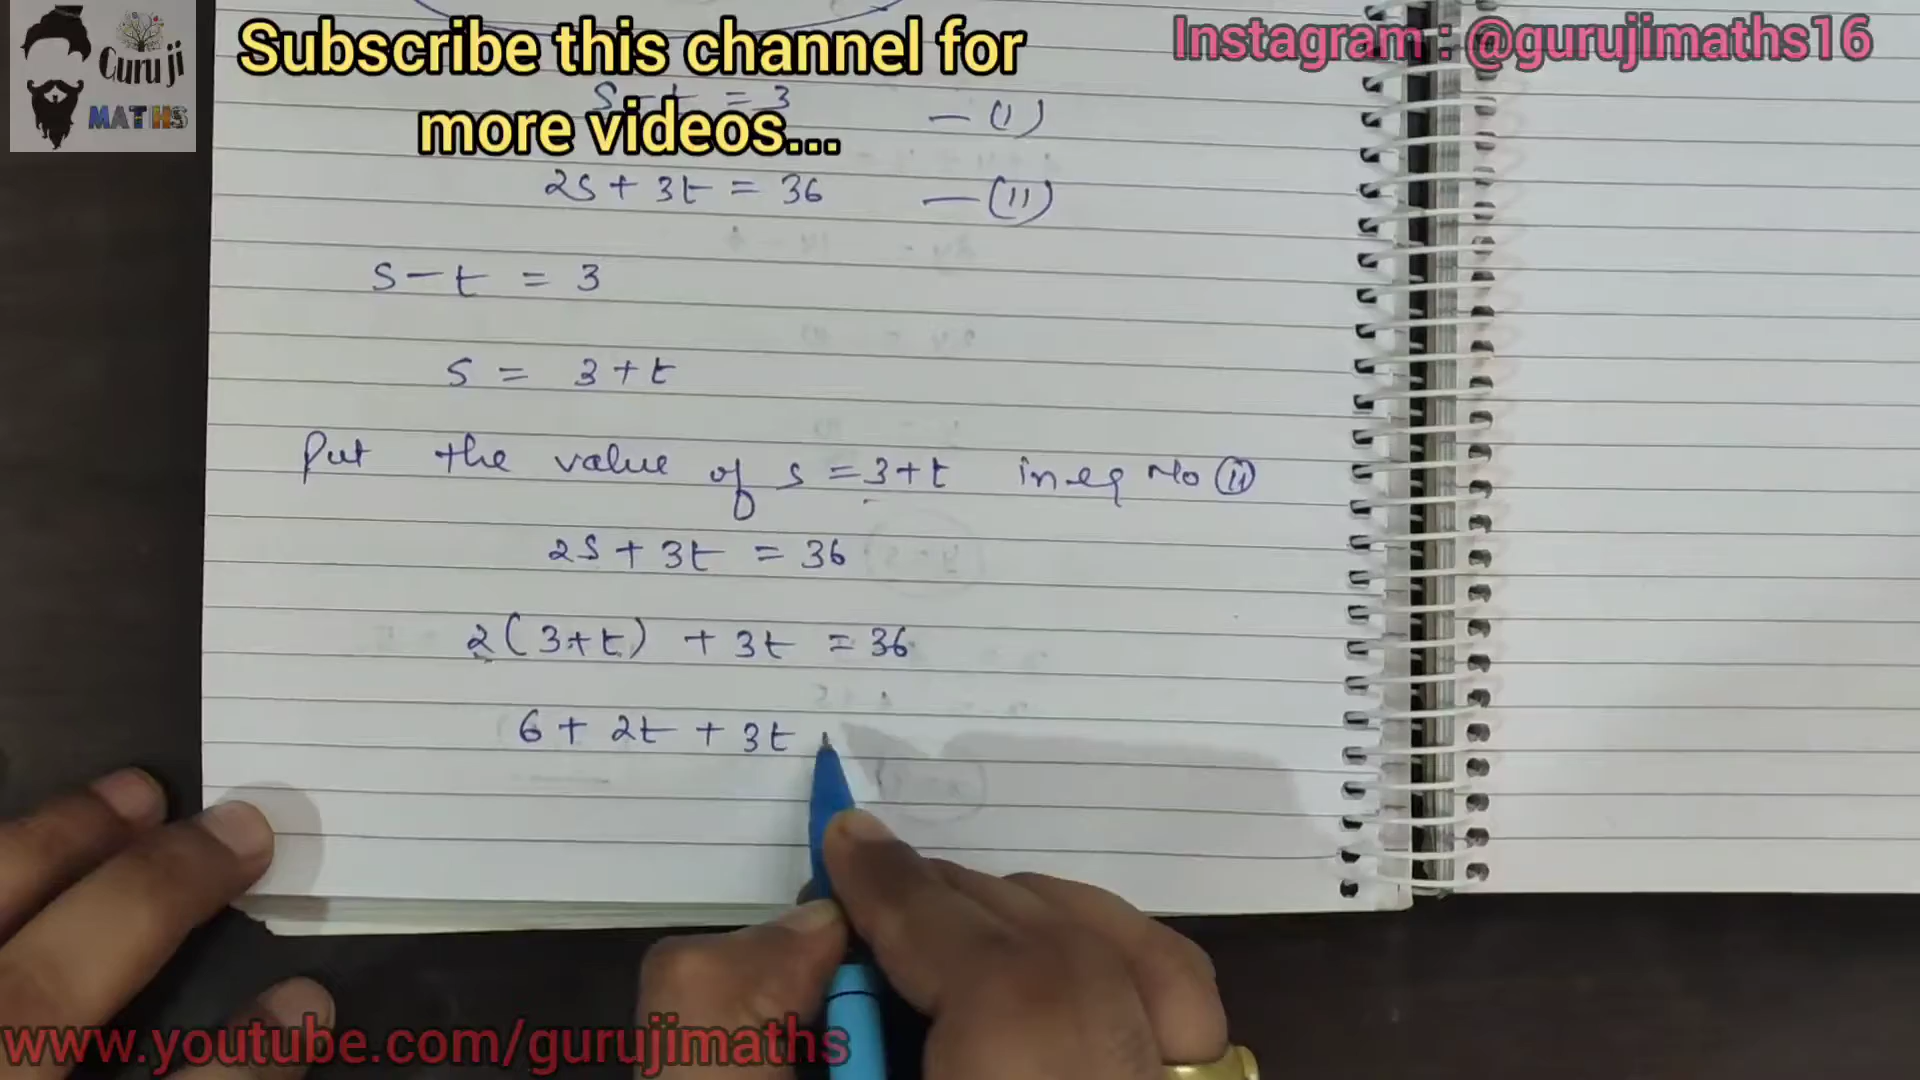 Guruji
MATHS
Subscribe this channel for
more videos...
Instagram : @gurujimaths16
s - t = 3 — (I)
2s + 3t = 36 — (II)
s - t = 3
s = 3 + t
Put the value of s = 3 + t in eq No (II)
2s + 3t = 36
2(3 + t) + 3t = 36
6 + 2t + 3t
www.youtube.com/gurujimaths